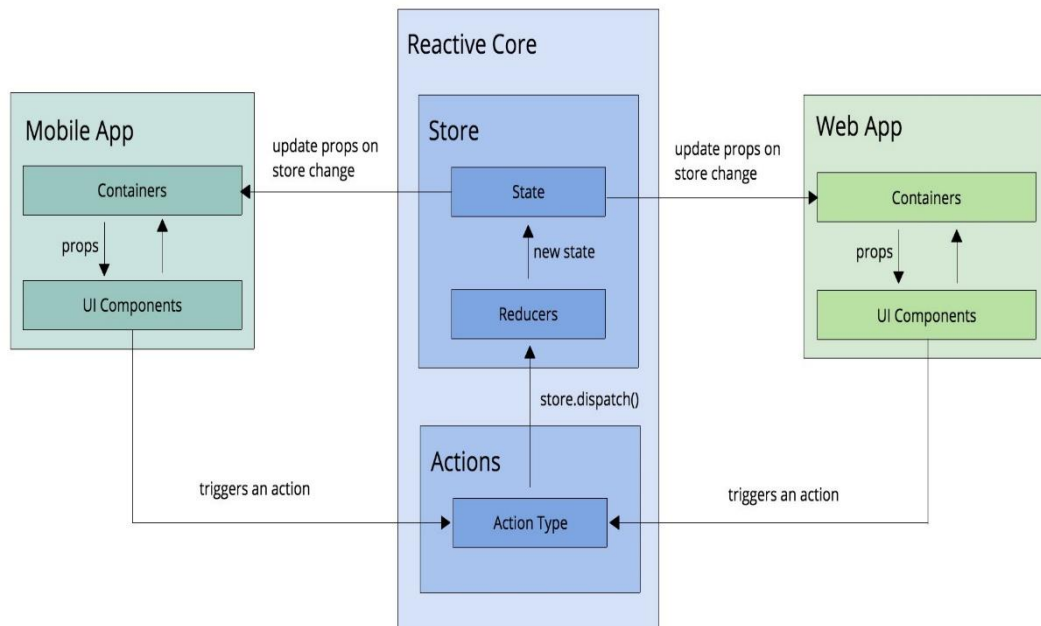 Reactive Core
Mobile App
Containers
props
UI Components
update props on
store change
Store
State
new state
Reducers
store.dispatch()
Actions
Action Type
update props on
store change
Web App
Containers
props
UI Components
triggers an action
triggers an action